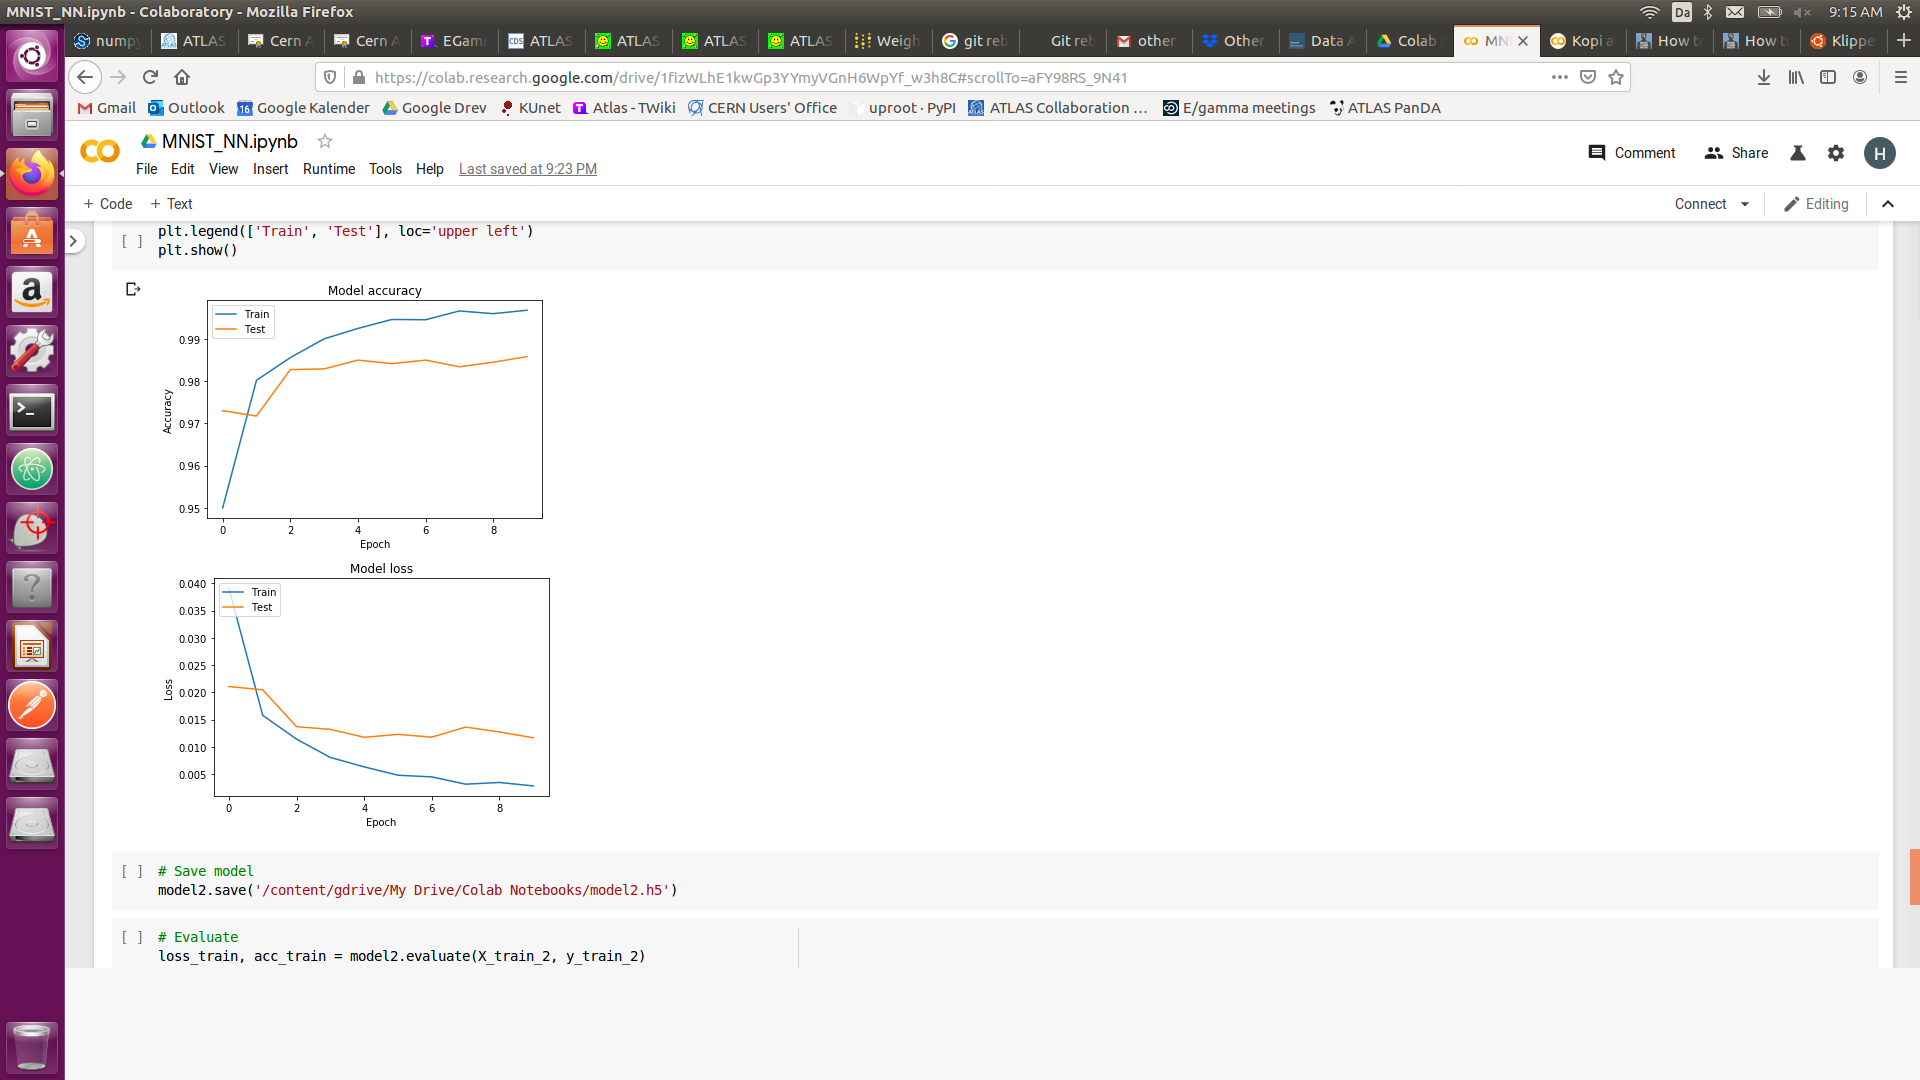 MNIST_NN.ipynb - Colaboratory - Mozilla Firefox
Da
9:15 AM
numpy
ATLAS
Cern A
Cern A
EGam
ATLAS
ATLAS
ATLAS
ATLAS
Weigh
git reb
Git reb
other
Other
Data A
Colab
MN
Kopi a
How t
How t
Klippe
https://colab.research.google.com/drive/1fizWLhE1kwGp3YYmyVGnH6WpYf_w3h8C#scrollTo=aFY98RS_9N41
Gmail
Outlook
16 Google Kalender
Google Drev
KUnet
Atlas - TWiki
CERN Users' Office
uproot · PyPI
ATLAS Collaboration ...
E/gamma meetings
ATLAS PanDA
MNIST_NN.ipynb
Comment
Share
H
File Edit View Insert Runtime Tools Help Last saved at 9:23 PM
+ Code + Text
Connect
Editing
[ ] plt.legend(['Train', 'Test'], loc='upper left')
plt.show()
Model accuracy
Train
Test
0.99
0.98
0.97
0.96
0.95
Accuracy
0 2 4 6 8
Epoch
Model loss
Train
Test
0.040
0.035
0.030
0.025
0.020
0.015
0.010
0.005
Loss
0 2 4 6 8
Epoch
[ ] # Save model
model2.save('/content/gdrive/My Drive/Colab Notebooks/model2.h5')
[ ] # Evaluate
loss_train, acc_train = model2.evaluate(X_train_2, y_train_2)